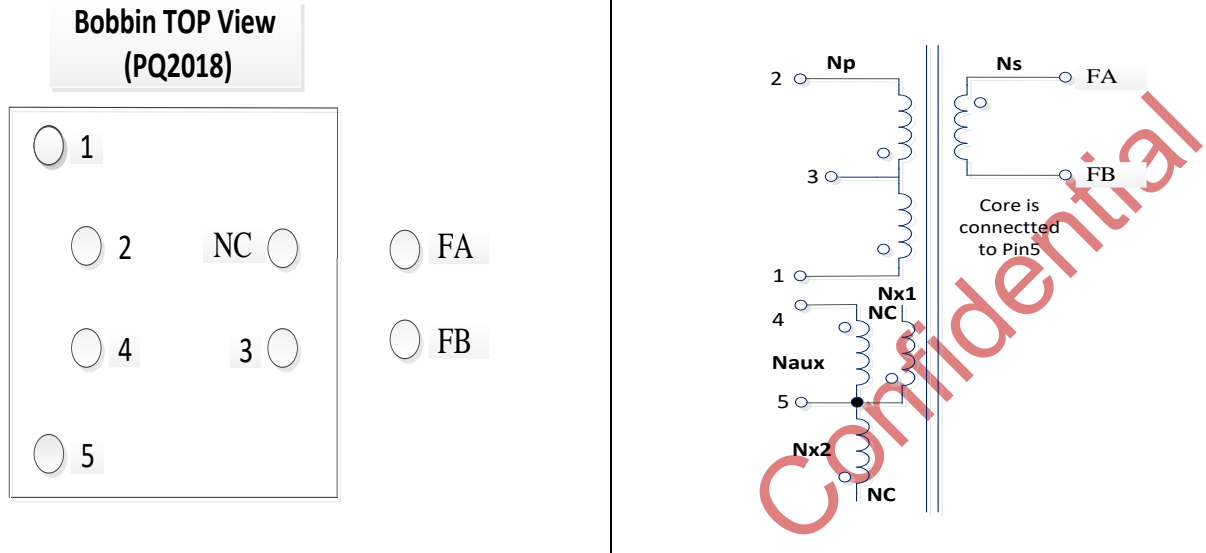 Bobbin TOP View
(PQ2018)
1
2
NC
FA
4
3
FB
5
Np
Ns
2
FA
3
FB
Core is
connectted
to Pin5
1
Nx1
NC
4
Naux
5
Nx2
NC
Confidential